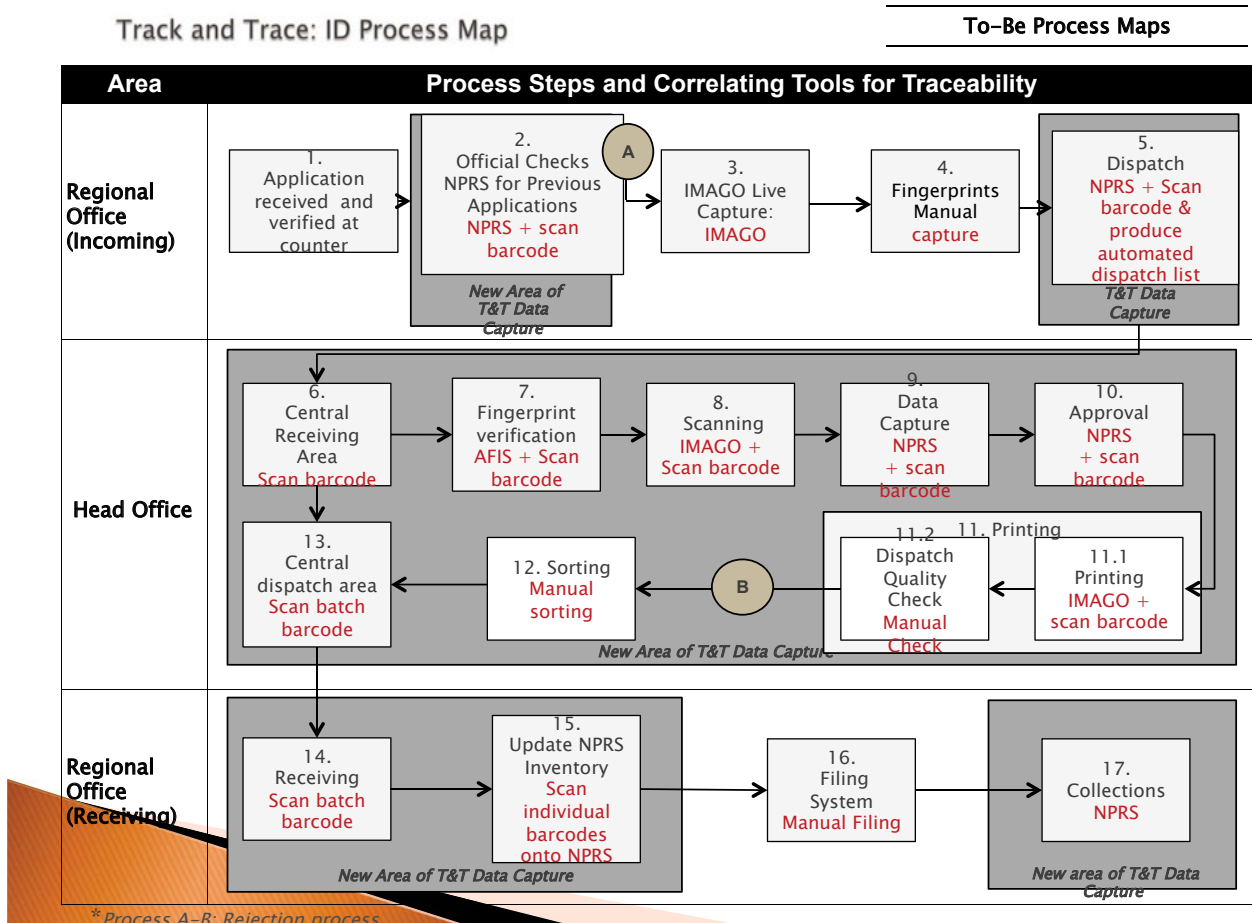 Track and Trace: ID Process Map
To-Be Process Maps
Area
Process Steps and Correlating Tools for Traceability
Regional
Office
(Incoming)
1.
Application
received and
verified at
counter
2.
Official Checks
NPRS for Previous
Applications
NPRS + scan
barcode
New Area of
T&T Data
Capture
A
3.
IMAGO Live
Capture:
IMAGO
4.
Fingerprints
Manual
capture
5.
Dispatch
NPRS + Scan
barcode &
produce
automated
dispatch list
T&T Data
Capture
Head Office
6.
Central
Receiving
Area
Scan barcode
7.
Fingerprint
verification
AFIS + Scan
barcode
8.
Scanning
IMAGO +
Scan barcode
9.
Data
Capture
NPRS
+ scan
barcode
10.
Approval
NPRS
+ scan
barcode
11. Printing
11.1
Printing
IMAGO +
scan barcode
11.2
Dispatch
Quality
Check
Manual
Check
B
12. Sorting
Manual
sorting
13.
Central
dispatch area
Scan batch
barcode
New Area of T&T Data Capture
Regional
Office
(Receiving)
14.
Receiving
Scan batch
barcode
15.
Update NPRS
Inventory
Scan
individual
barcodes
onto NPRS
New Area of T&T Data Capture
16.
Filing
System
Manual Filing
17.
Collections
NPRS
New area of T&T Data
Capture
*Process A-B: Rejection process